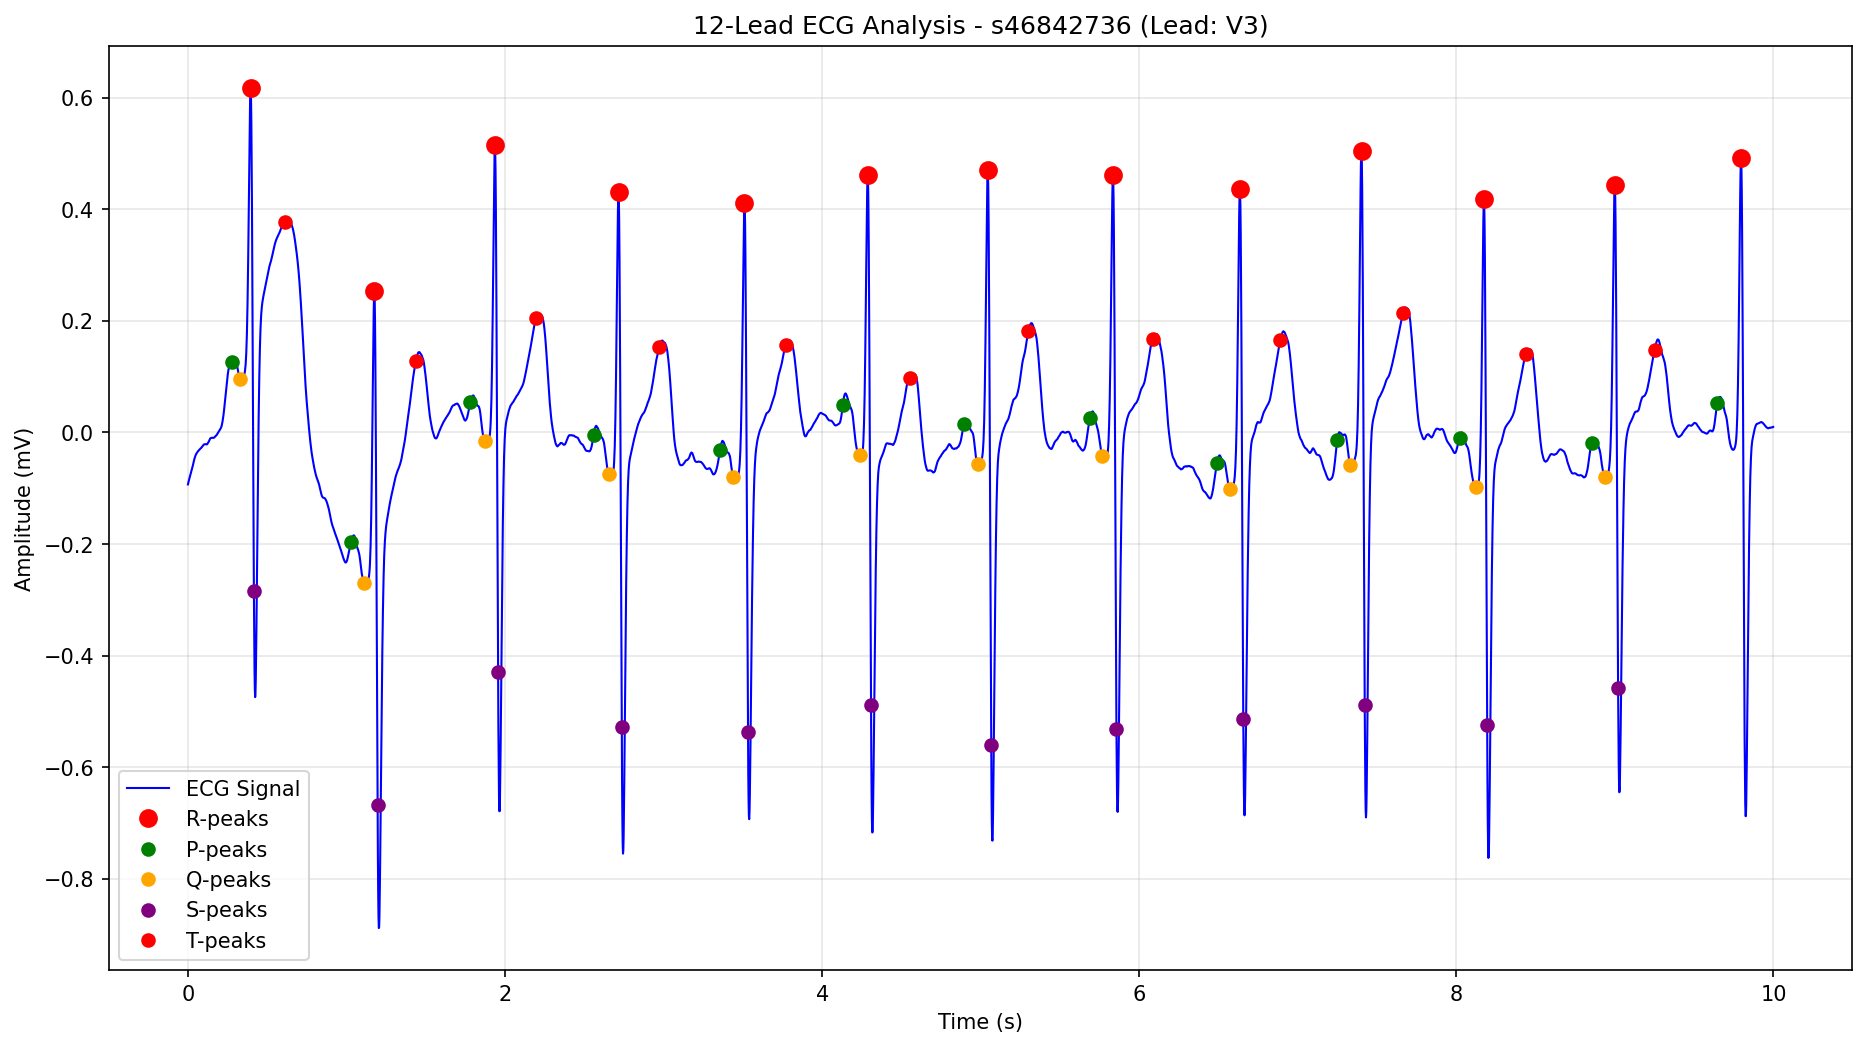 12-Lead ECG Analysis - s46842736 (Lead: V3)
Amplitude (mV)
0.6
0.4
0.2
0.0
−0.2
−0.4
−0.6
−0.8
ECG Signal
R-peaks
P-peaks
Q-peaks
S-peaks
T-peaks
0 2 4 6 8 10
Time (s)